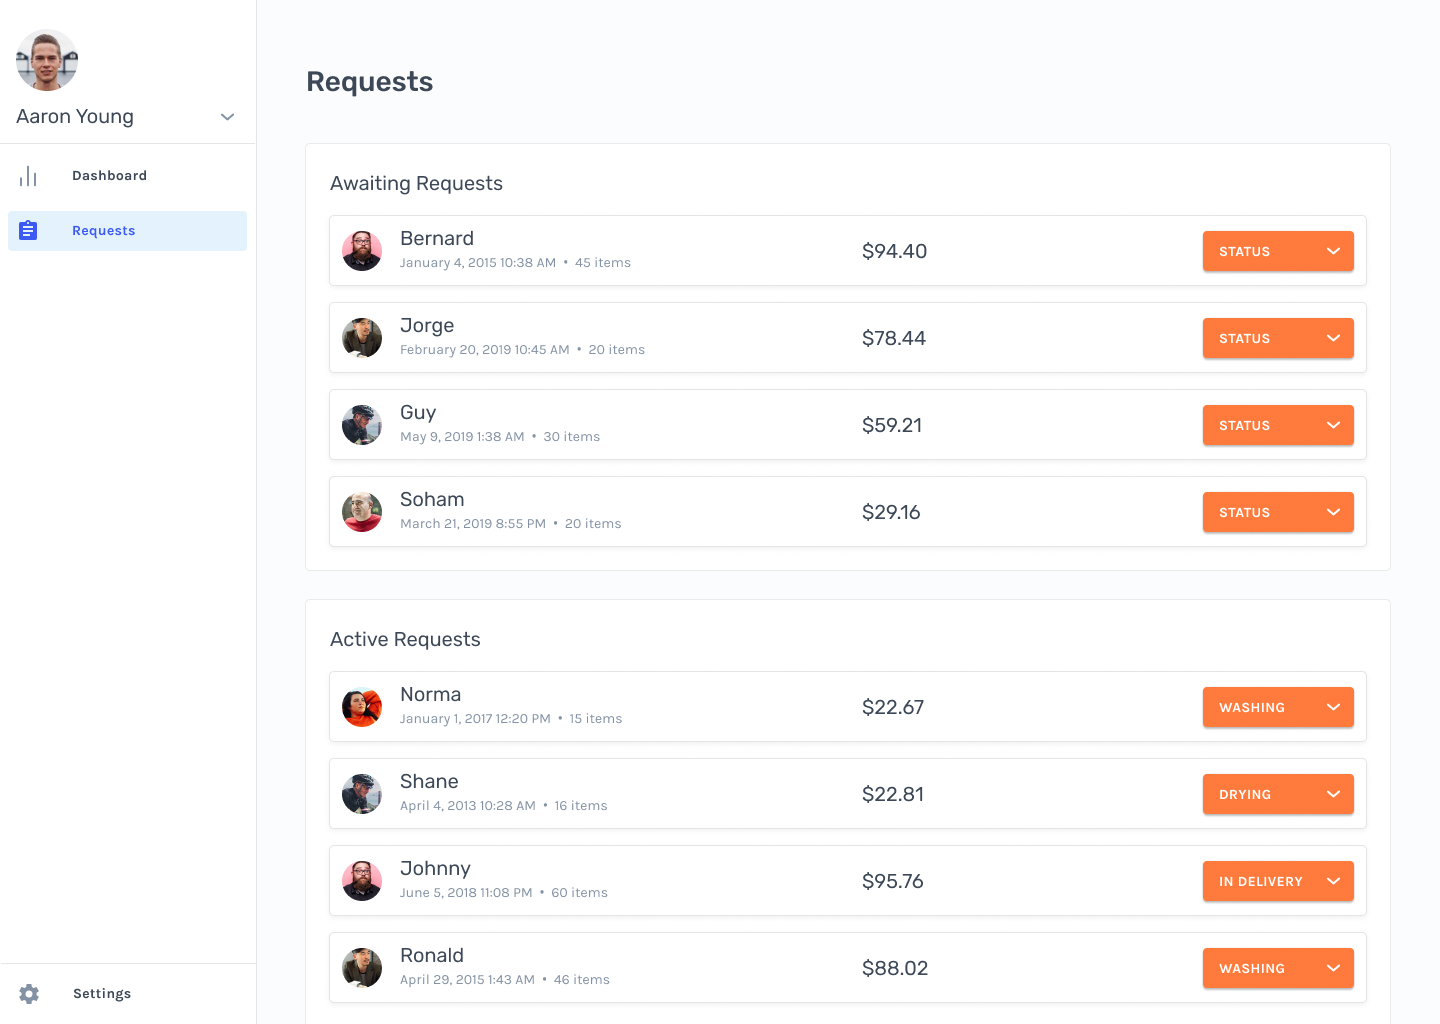 Aaron Young
Dashboard
Requests
Settings
Requests
Awaiting Requests
Bernard
January 4, 2015 10:38 AM • 45 items
$94.40
STATUS
Jorge
February 20, 2019 10:45 AM • 20 items
$78.44
STATUS
Guy
May 9, 2019 1:38 AM • 30 items
$59.21
STATUS
Soham
March 21, 2019 8:55 PM • 20 items
$29.16
STATUS
Active Requests
Norma
January 1, 2017 12:20 PM • 15 items
$22.67
WASHING
Shane
April 4, 2013 10:28 AM • 16 items
$22.81
DRYING
Johnny
June 5, 2018 11:08 PM • 60 items
$95.76
IN DELIVERY
Ronald
April 29, 2015 1:43 AM • 46 items
$88.02
WASHING